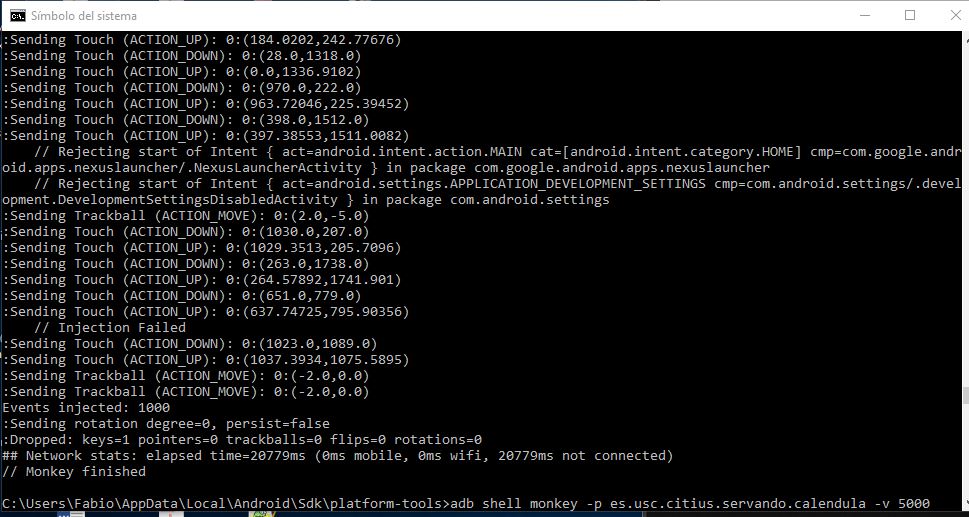 Símbolo del sistema
:Sending Touch (ACTION_UP): 0:(184.0202,242.77676)
:Sending Touch (ACTION_DOWN): 0:(28.0,1318.0)
:Sending Touch (ACTION_UP): 0:(0.0,1336.9102)
:Sending Touch (ACTION_DOWN): 0:(970.0,222.0)
:Sending Touch (ACTION_UP): 0:(963.72046,225.39452)
:Sending Touch (ACTION_DOWN): 0:(398.0,1512.0)
:Sending Touch (ACTION_UP): 0:(397.38553,1511.0082)
    // Rejecting start of Intent { act=android.intent.action.MAIN cat=[android.intent.category.HOME] cmp=com.google.andr
oid.apps.nexuslauncher/.NexusLauncherActivity } in package com.google.android.apps.nexuslauncher
    // Rejecting start of Intent { act=android.settings.APPLICATION_DEVELOPMENT_SETTINGS cmp=com.android.settings/.devel
opment.DevelopmentSettingsDisabledActivity } in package com.android.settings
:Sending Trackball (ACTION_MOVE): 0:(2.0,-5.0)
:Sending Touch (ACTION_DOWN): 0:(1030.0,207.0)
:Sending Touch (ACTION_UP): 0:(1029.3513,205.7096)
:Sending Touch (ACTION_DOWN): 0:(263.0,1738.0)
:Sending Touch (ACTION_UP): 0:(264.57892,1741.901)
:Sending Touch (ACTION_DOWN): 0:(651.0,779.0)
:Sending Touch (ACTION_UP): 0:(637.74725,795.90356)
    // Injection Failed
:Sending Touch (ACTION_DOWN): 0:(1023.0,1089.0)
:Sending Touch (ACTION_UP): 0:(1037.3934,1075.5895)
:Sending Trackball (ACTION_MOVE): 0:(-2.0,0.0)
:Sending Trackball (ACTION_MOVE): 0:(-2.0,0.0)
Events injected: 1000
:Sending rotation degree=0, persist=false
:Dropped: keys=1 pointers=0 trackballs=0 flips=0 rotations=0
## Network stats: elapsed time=20779ms (0ms mobile, 0ms wifi, 20779ms not connected)
// Monkey finished
C:\Users\Fabio\AppData\Local\Android\Sdk\platform-tools>adb shell monkey -p es.usc.citius.servando.calendula -v 5000